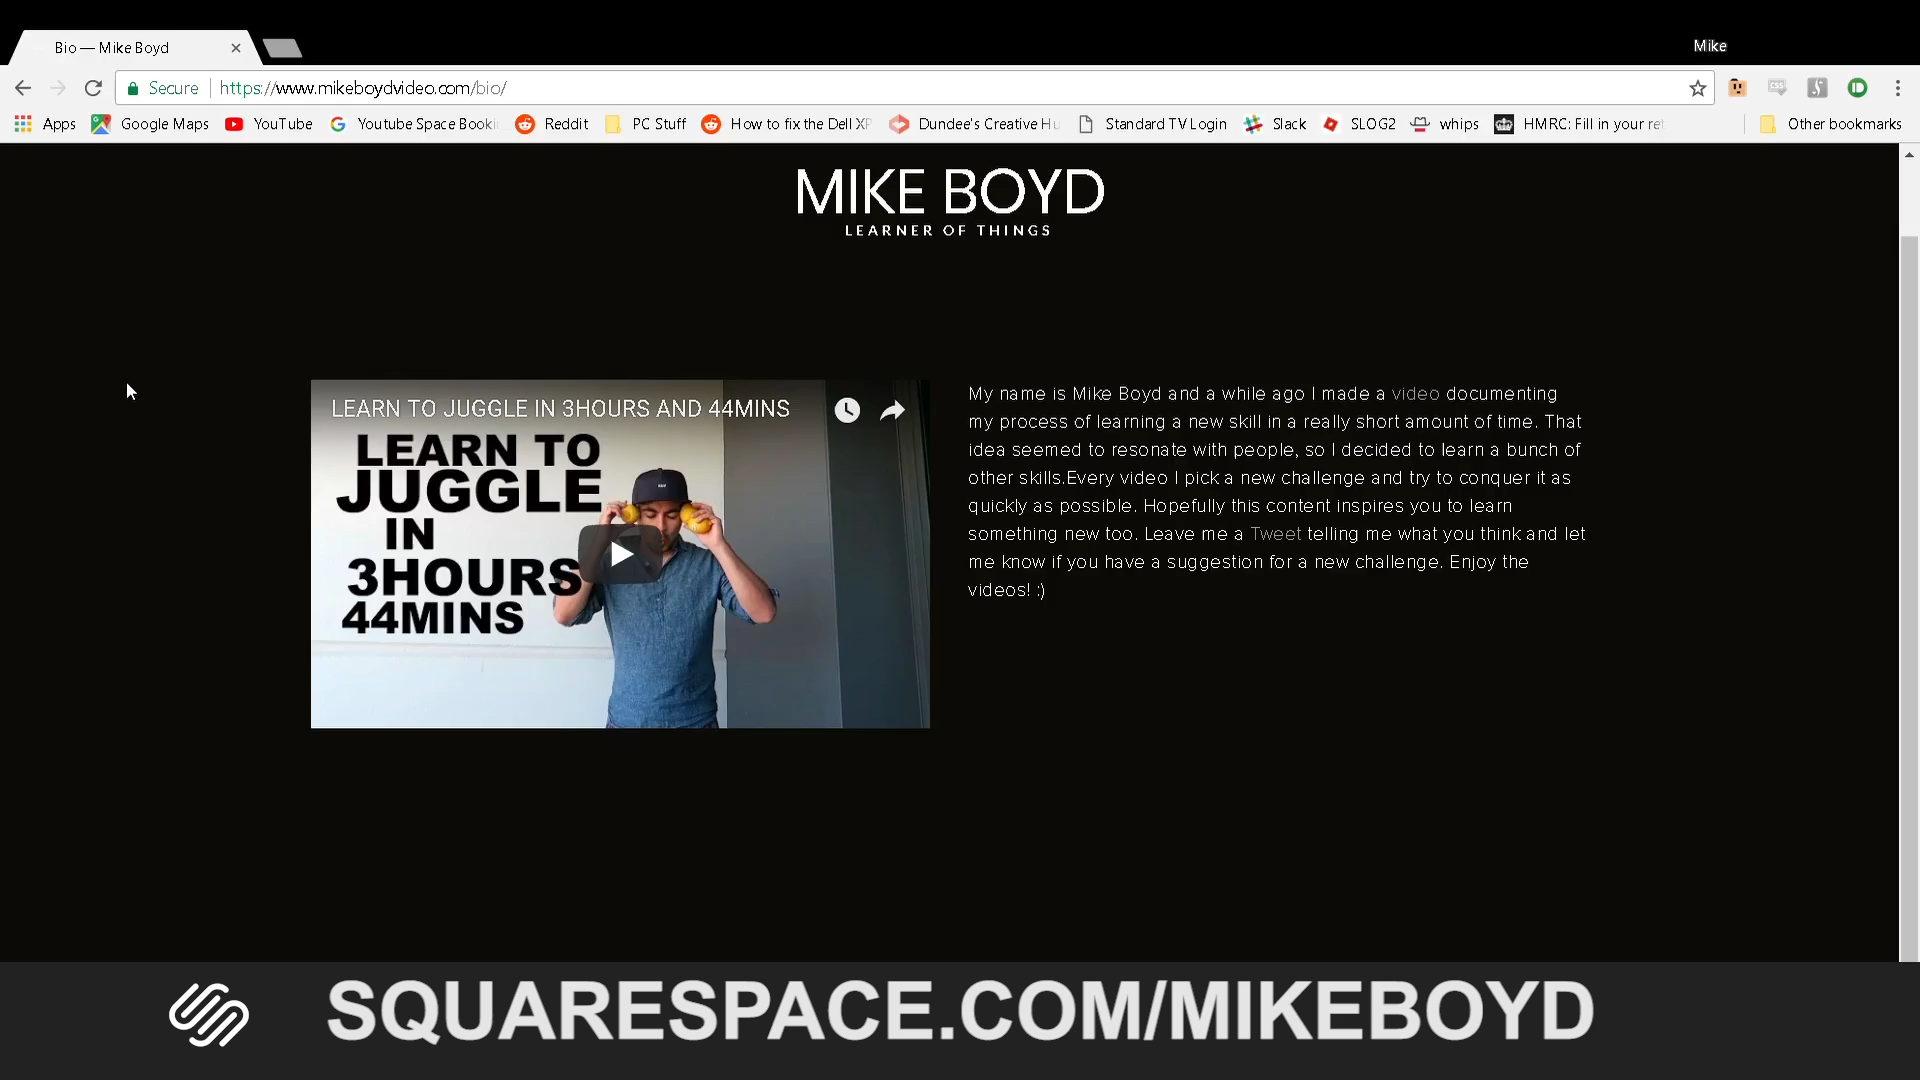 Bio — Mike Boyd
Mike
Secure
https://www.mikeboydvideo.com/bio/
Apps
Google Maps
YouTube
Youtube Space Booki
Reddit
PC Stuff
How to fix the Dell XP
Dundee's Creative Hu
Standard TV Login
Slack
SLOG2
whips
HMRC: Fill in your ret
Other bookmarks
MIKE BOYD
LEARNER OF THINGS
LEARN TO JUGGLE IN 3HOURS AND 44MINS
LEARN TO
JUGGLE
IN
3HOURS
44MINS
My name is Mike Boyd and a while ago I made a video documenting
my process of learning a new skill in a really short amount of time. That
idea seemed to resonate with people, so I decided to learn a bunch of
other skills.Every video I pick a new challenge and try to conquer it as
quickly as possible. Hopefully this content inspires you to learn
something new too. Leave me a Tweet telling me what you think and let
me know if you have a suggestion for a new challenge. Enjoy the
videos! :)
SQUARESPACE.COM/MIKEBOYD